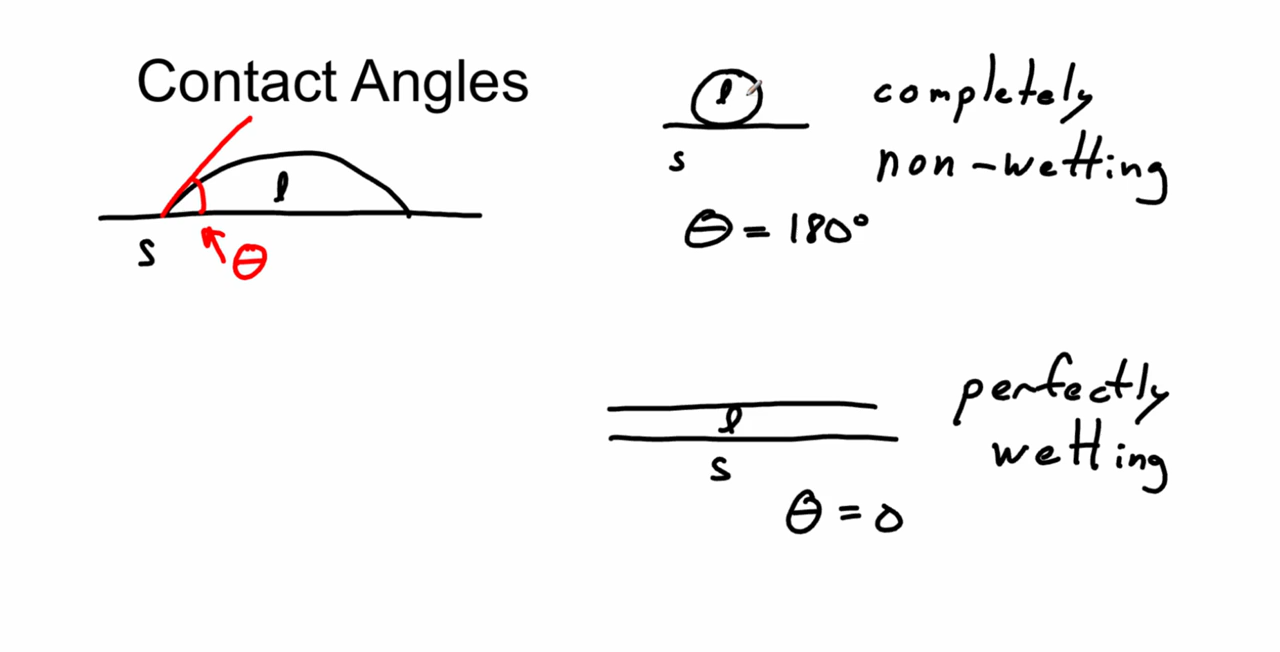 Contact Angles
l
s
θ
l
s
completely
non-wetting
θ = 180°
l
s
perfectly
wetting
θ = 0